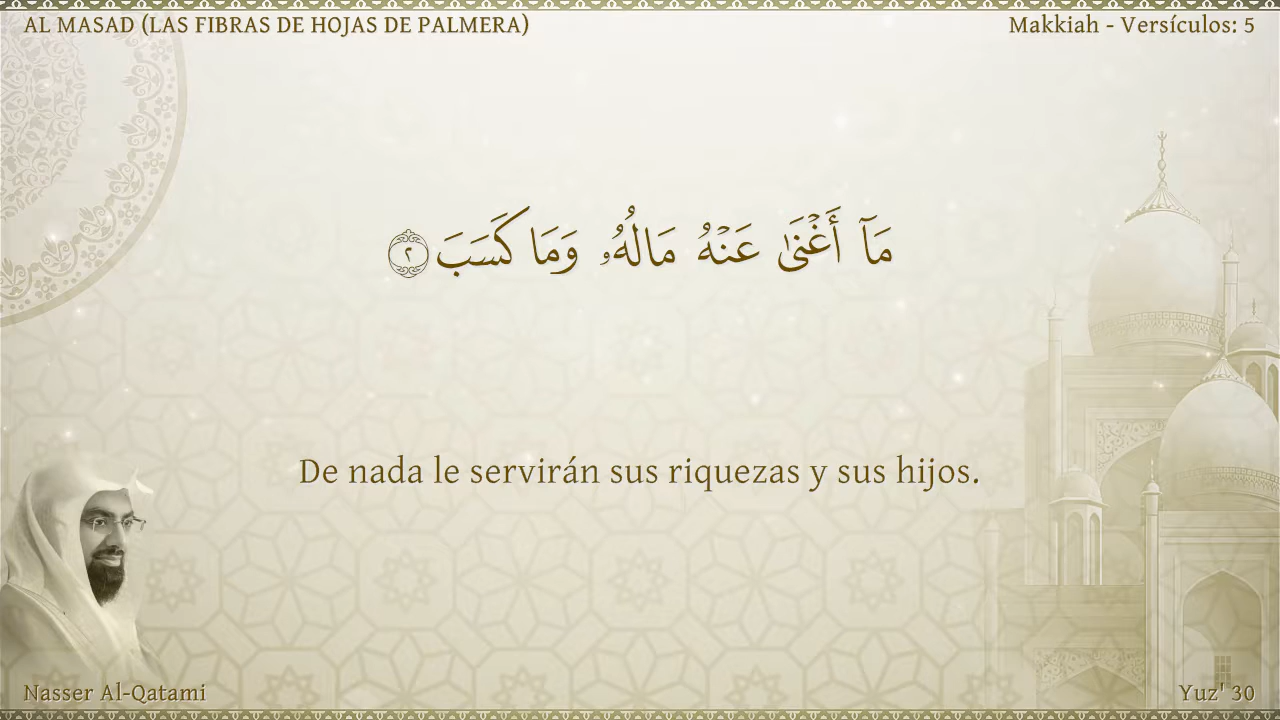 AL MASAD (LAS FIBRAS DE HOJAS DE PALMERA)
Makkiah - Versículos: 5
مَآ أَغْنَىٰ عَنْهُ مَالُهُۥ وَمَا كَسَبَ ٢
De nada le servirán sus riquezas y sus hijos.
Nasser Al-Qatami
Yuz' 30